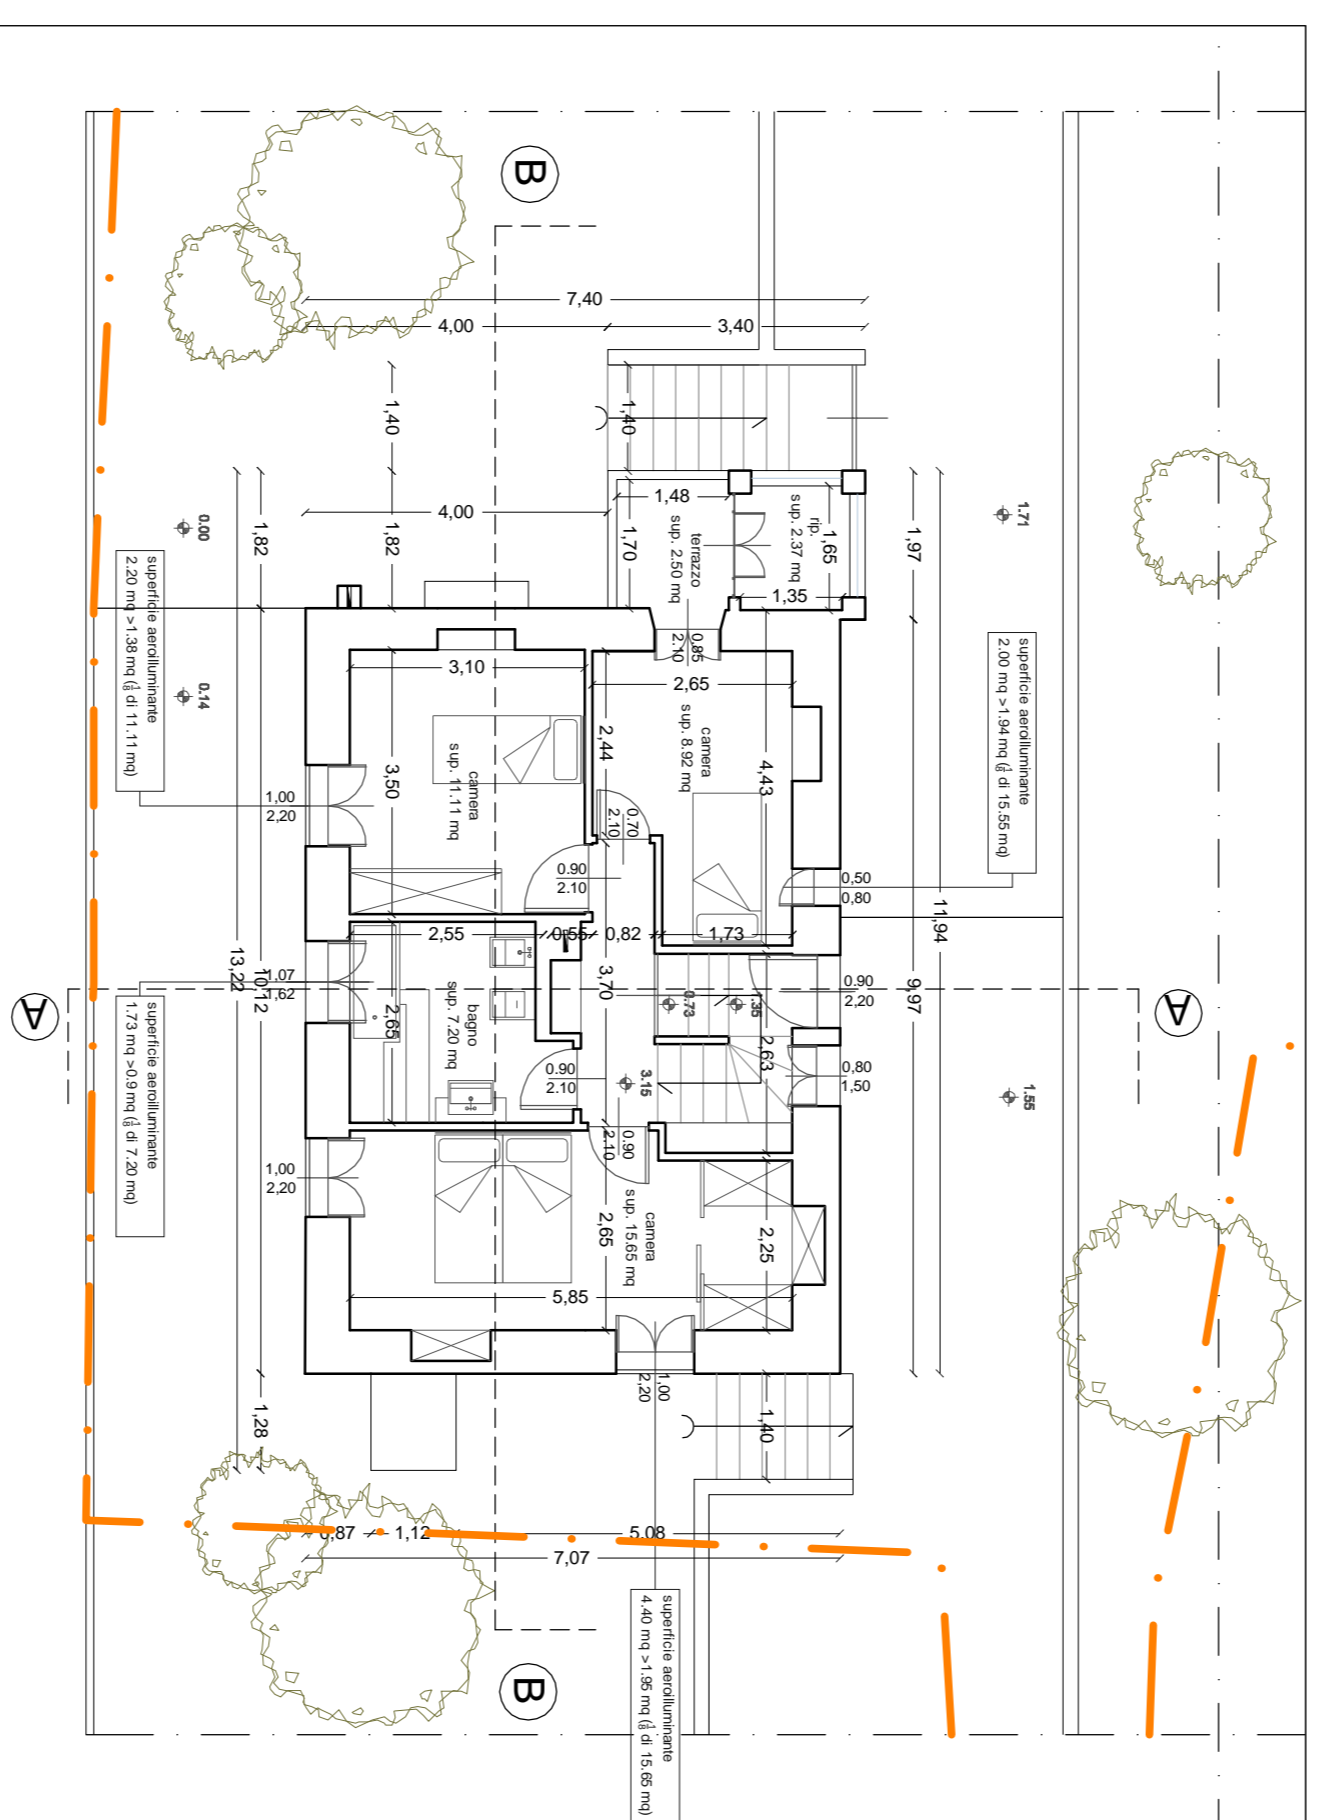 B
7,40
4,00
3,40
1,40
1,40
4,00
1,82
1,82
1,48
1,70
terrazzo
sup. 2.50 mq
rip.
sup. 2.37 mq
1,65
1,35
1,97
1.71
0.00
0.14
superficie aeroilluminante
2.20 mq >1.38 mq (1/8 di 11.11 mq)
superficie aeroilluminante
2.00 mq >1.94 mq (1/8 di 15.55 mq)
0.85
2.10
3,10
2,65
camera
sup. 8.92 mq
2,44
4,43
camera
sup. 11.11 mq
3,50
1,00
2,20
0.70
2.10
0.90
2.10
0,50
0,80
11,94
2,55
0,55
0,82
1,73
13,22
10,12
1,07
1,62
3,70
9,97
0.90
2,20
0.73
1.35
A
A
bagno
sup. 7.20 mq
2,65
superficie aeroilluminante
1.73 mq >0.9 mq (1/8 di 7.20 mq)
0.90
2.10
3.15
2,63
0,80
1,50
1.55
0.90
2.10
1,00
2,20
camera
sup. 15.65 mq
2,65
2,25
5,85
1,00
2,20
1,28
1,40
0,87
1,12
5,08
7,07
superficie aeroilluminante
4.40 mq >1.95 mq (1/8 di 15.65 mq)
B